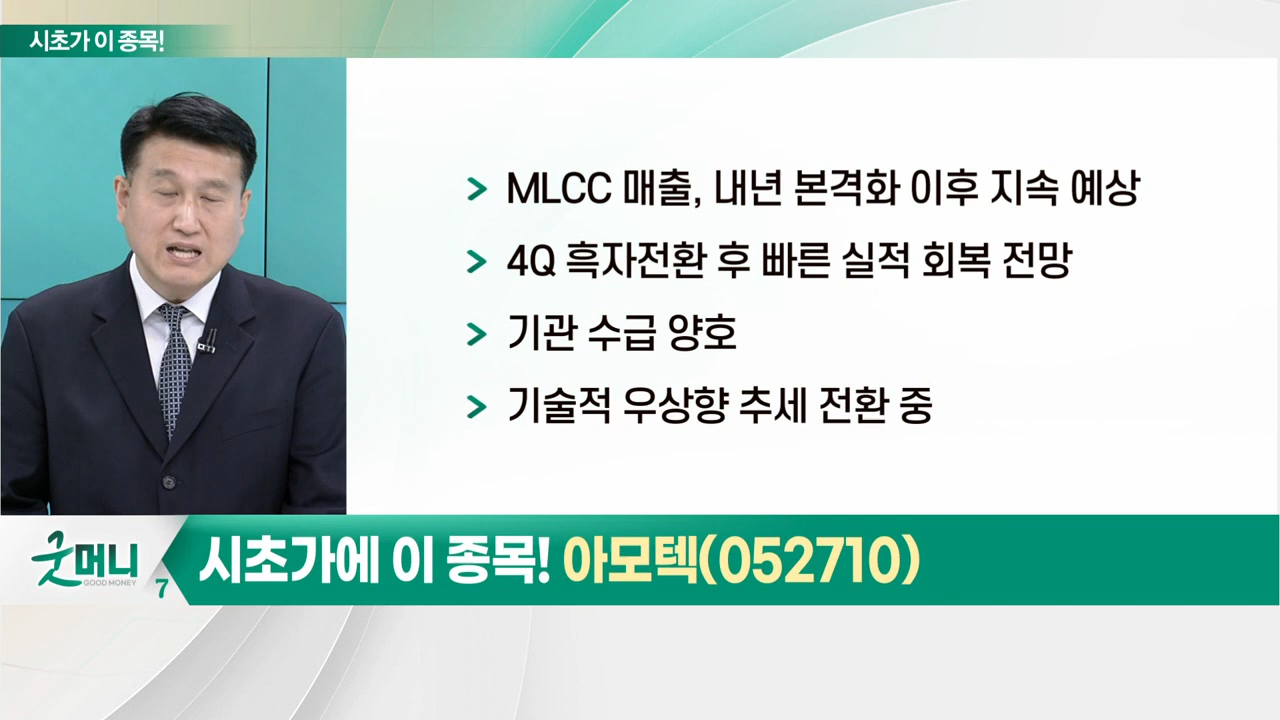 시초가 이 종목!
> MLCC 매출, 내년 본격화 이후 지속 예상
> 4Q 흑자전환 후 빠른 실적 회복 전망
> 기관 수급 양호
> 기술적 우상향 추세 전환 중
굿머니
GOOD MONEY
7
시초가에 이 종목! 아모텍(052710)